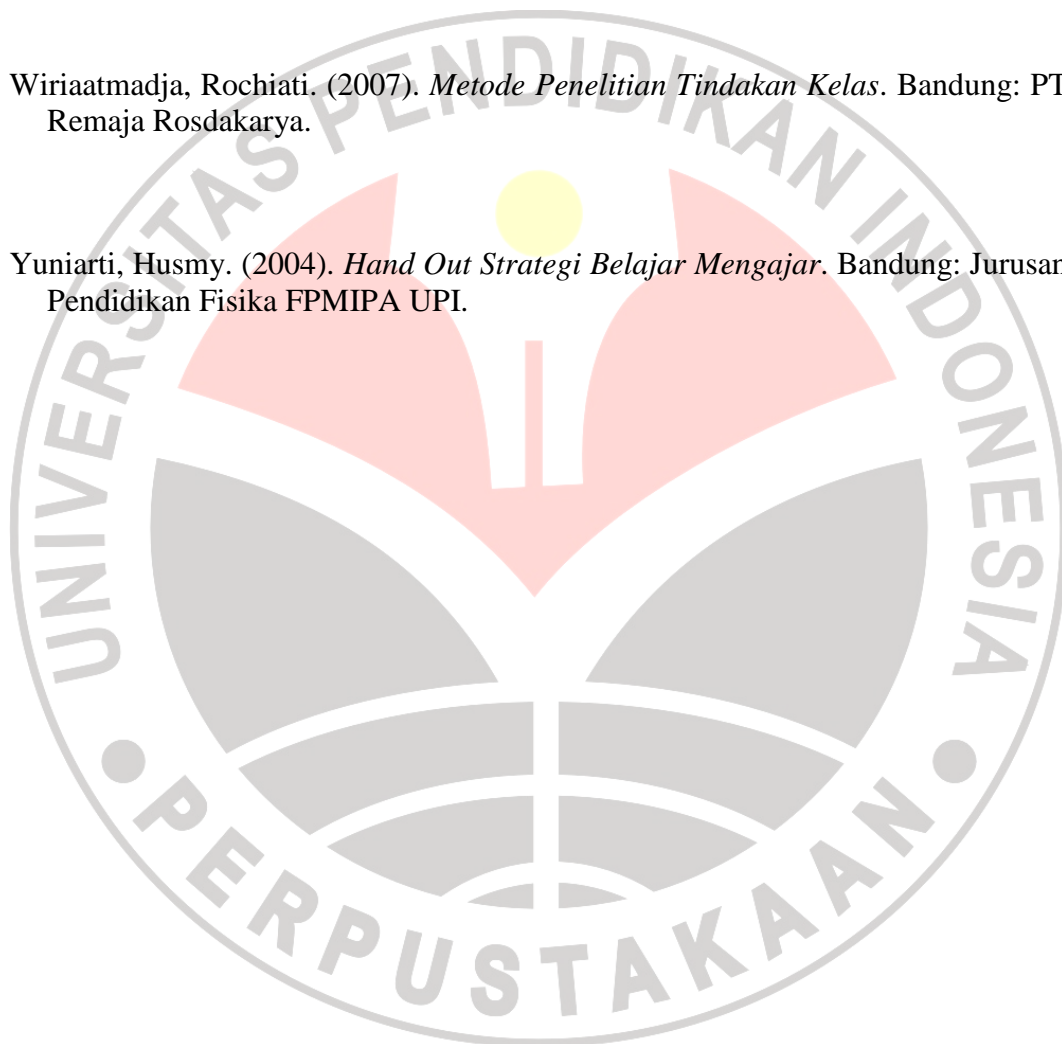 Wiriaatmadja, Rochiati. (2007). Metode Penelitian Tindakan Kelas. Bandung: PT
Remaja Rosdakarya.
Yuniarti, Husmy. (2004). Hand Out Strategi Belajar Mengajar. Bandung: Jurusan
Pendidikan Fisika FPMIPA UPI.
UNIVERSITAS PENDIDIKAN INDONESIA
PERPUSTAKAAN